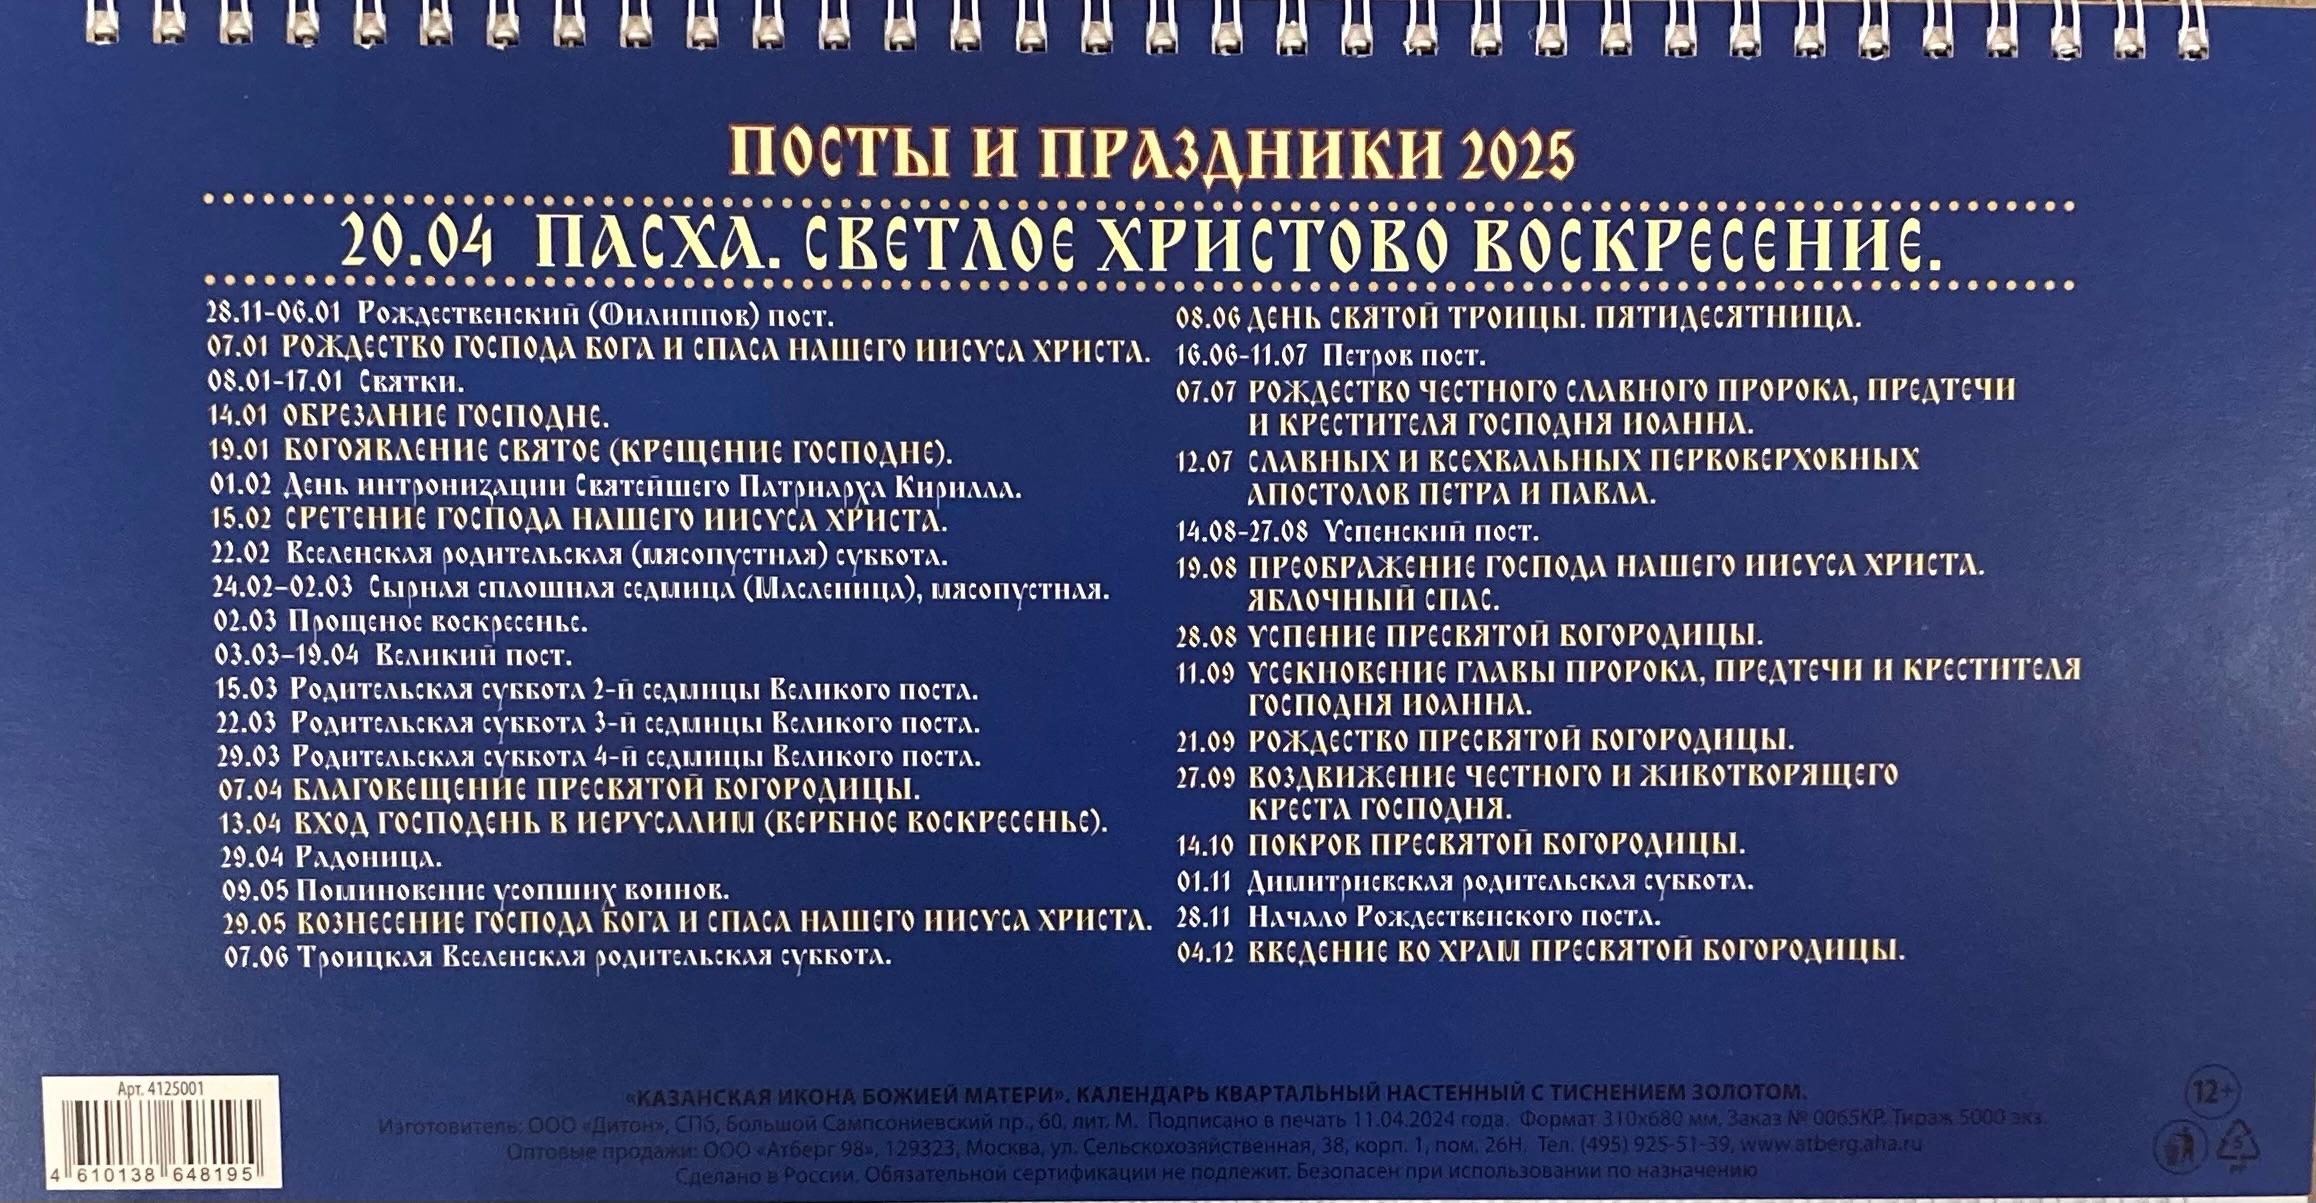 ПОСТЫ И ПРАЗДНИКИ 2025
20.04 ПАСХА. СВЕТЛОЕ ХРИСТОВО ВОСКРЕСЕНИЕ.
28.11-06.01 Рождественский (Филиппов) пост.
07.01 РОЖДЕСТВО ГОСПОДА БОГА И СПАСА НАШЕГО ИИСУСА ХРИСТА.
08.01-17.01 Святки.
14.01 ОБРЕЗАНИЕ ГОСПОДНЕ.
19.01 БОГОЯВЛЕНИЕ СВЯТОЕ (КРЕЩЕНИЕ ГОСПОДНЕ).
01.02 День интронизации Святейшего Патриарха Кирилла.
15.02 СРЕТЕНИЕ ГОСПОДА НАШЕГО ИИСУСА ХРИСТА.
22.02 Вселенская родительская (мясопустная) суббота.
24.02-02.03 Сырная сплошная седмица (Масленица), мясопустная.
02.03 Прощеное воскресенье.
03.03-19.04 Великий пост.
15.03 Родительская суббота 2-й седмицы Великого поста.
22.03 Родительская суббота 3-й седмицы Великого поста.
29.03 Родительская суббота 4-й седмицы Великого поста.
07.04 БЛАГОВЕЩЕНИЕ ПРЕСВЯТОЙ БОГОРОДИЦЫ.
13.04 ВХОД ГОСПОДЕНЬ В ИЕРУСАЛИМ (ВЕРБНОЕ ВОСКРЕСЕНЬЕ).
29.04 Радоница.
09.05 Поминовение усопших воинов.
29.05 ВОЗНЕСЕНИЕ ГОСПОДА БОГА И СПАСА НАШЕГО ИИСУСА ХРИСТА.
07.06 Троицкая Вселенская родительская суббота.
08.06 ДЕНЬ СВЯТОЙ ТРОИЦЫ. ПЯТИДЕСЯТНИЦА.
16.06-11.07 Петров пост.
07.07 РОЖДЕСТВО ЧЕСТНОГО СЛАВНОГО ПРОРОКА, ПРЕДТЕЧИ
И КРЕСТИТЕЛЯ ГОСПОДНЯ ИОАННА.
12.07 СЛАВНЫХ И ВСЕХВАЛЬНЫХ ПЕРВОВЕРХОВНЫХ
АПОСТОЛОВ ПЕТРА И ПАВЛА.
14.08-27.08 Успенский пост.
19.08 ПРЕОБРАЖЕНИЕ ГОСПОДА НАШЕГО ИИСУСА ХРИСТА.
ЯБЛОЧНЫЙ СПАС.
28.08 УСПЕНИЕ ПРЕСВЯТОЙ БОГОРОДИЦЫ.
11.09 УСЕКНОВЕНИЕ ГЛАВЫ ПРОРОКА, ПРЕДТЕЧИ И КРЕСТИТЕЛЯ
ГОСПОДНЯ ИОАННА.
21.09 РОЖДЕСТВО ПРЕСВЯТОЙ БОГОРОДИЦЫ.
27.09 ВОЗДВИЖЕНИЕ ЧЕСТНОГО И ЖИВОТВОРЯЩЕГО
КРЕСТА ГОСПОДНЯ.
14.10 ПОКРОВ ПРЕСВЯТОЙ БОГОРОДИЦЫ.
01.11 Димитриевская родительская суббота.
28.11 Начало Рождественского поста.
04.12 ВВЕДЕНИЕ ВО ХРАМ ПРЕСВЯТОЙ БОГОРОДИЦЫ.
Арт. 4125001
4 610138 648195
«КАЗАНСКАЯ ИКОНА БОЖИЕЙ МАТЕРИ». КАЛЕНДАРЬ КВАРТАЛЬНЫЙ НАСТЕННЫЙ С ТИСНЕНИЕМ ЗОЛОТОМ.
Изготовитель: ООО «Дитон», СПб, Большой Сампсониевский пр., 60, лит. М. Подписано в печать 11.04.2024 года. Формат 310х680 мм. Заказ № 0065КР. Тираж 5000 экз.
Оптовые продажи: ООО «Атберг 98», 129323, Москва, ул. Сельскохозяйственная, 38, корп. 1, пом. 26Н. Тел. (495) 925-51-39, www.atberg.aha.ru
Сделано в России. Обязательной сертификации не подлежит. Безопасен при использовании по назначению
12+
5
PP